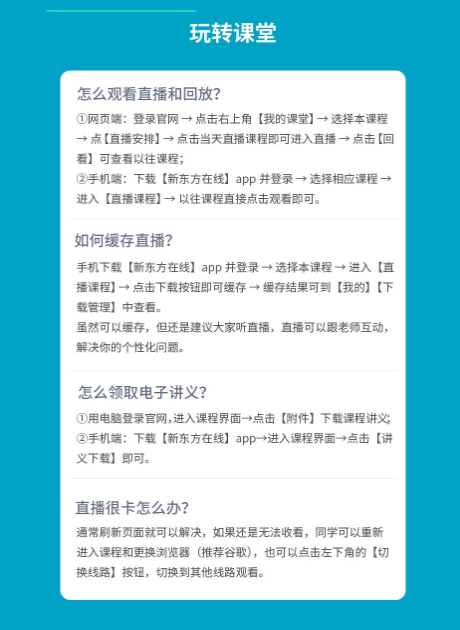 玩转课堂
怎么观看直播和回放?
①网页端：登录官网 → 点击右上角【我的课堂】→ 选择本课程
→ 点【直播安排】→ 点击当天直播课程即可进入直播 → 点击【回
看】可查看以往课程；
②手机端：下载【新东方在线】app 并登录 → 选择相应课程 →
进入【直播课程】→ 以往课程直接点击观看即可。
如何缓存直播?
手机下载【新东方在线】app 并登录 → 选择本课程 → 进入【直
播课程】→ 点击下载按钮即可缓存 → 缓存结果可到【我的】【下
载管理】中查看。
虽然可以缓存，但还是建议大家听直播，直播可以跟老师互动，
解决你的个性化问题。
怎么领取电子讲义?
①用电脑登录官网,进入课程界面→点击【附件】下载课程讲义;
②手机端：下载【新东方在线】app→进入课程界面→点击【讲
义下载】即可。
直播很卡怎么办?
通常刷新页面就可以解决，如果还是无法收看，同学可以重新
进入课程和更换浏览器（推荐谷歌），也可以点击左下角的【切
换线路】按钮，切换到其他线路观看。